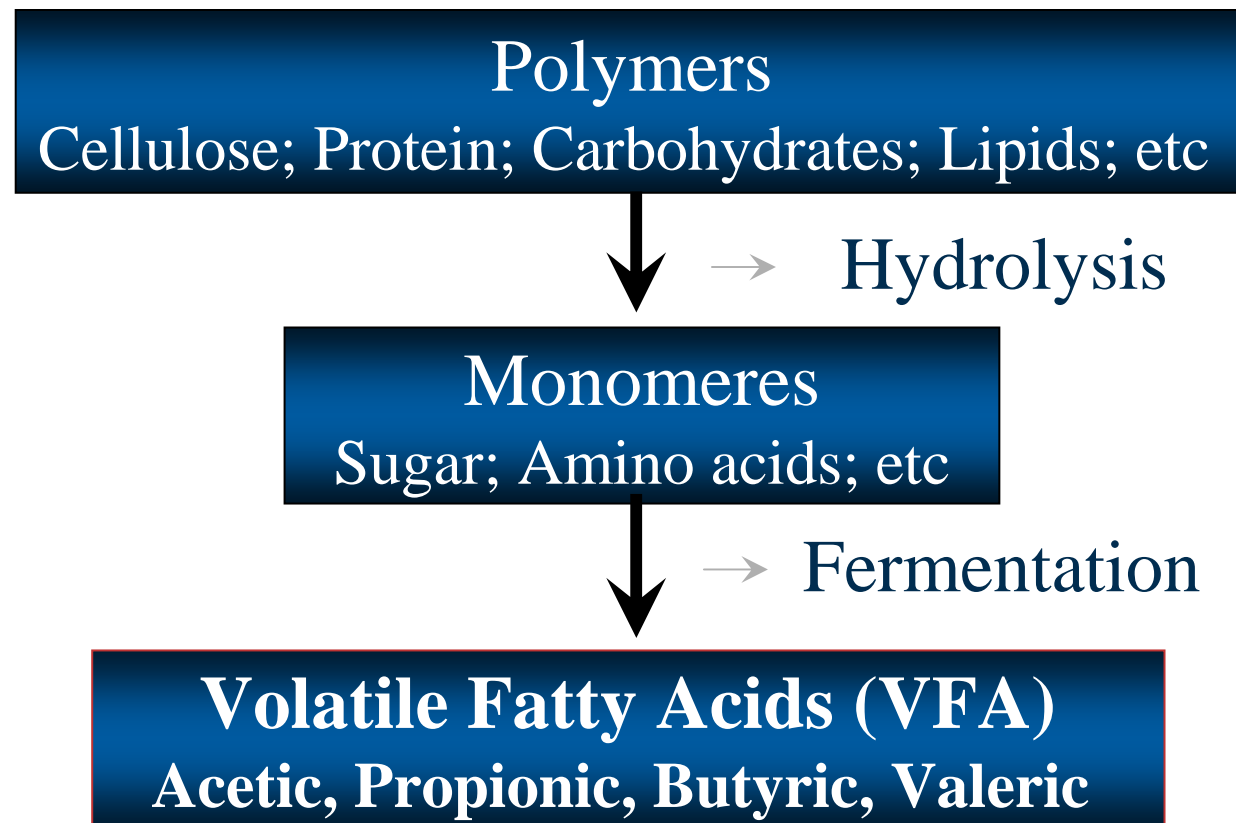 Polymers
Cellulose; Protein; Carbohydrates; Lipids; etc
Hydrolysis
Monomeres
Sugar; Amino acids; etc
Fermentation
Volatile Fatty Acids (VFA)
Acetic, Propionic, Butyric, Valeric